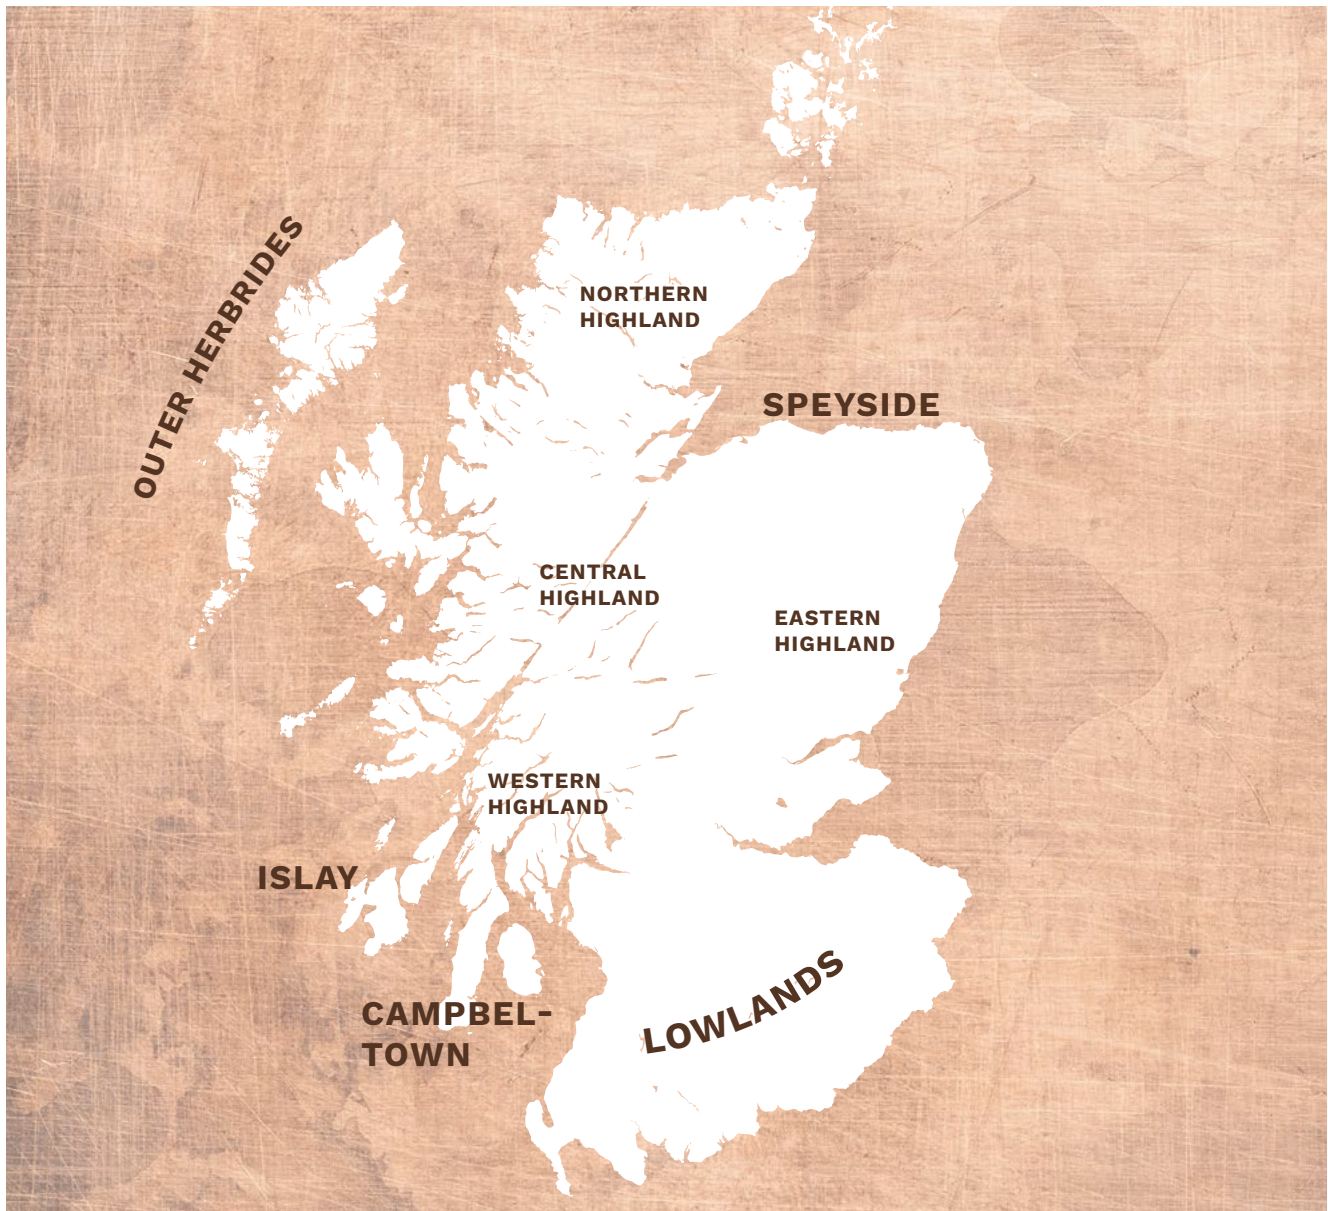 OUTER HERBRIDES
NORTHERN
HIGHLAND
SPEYSIDE
CENTRAL
HIGHLAND
EASTERN
HIGHLAND
WESTERN
HIGHLAND
ISLAY
LOWLANDS
CAMPBEL-
TOWN